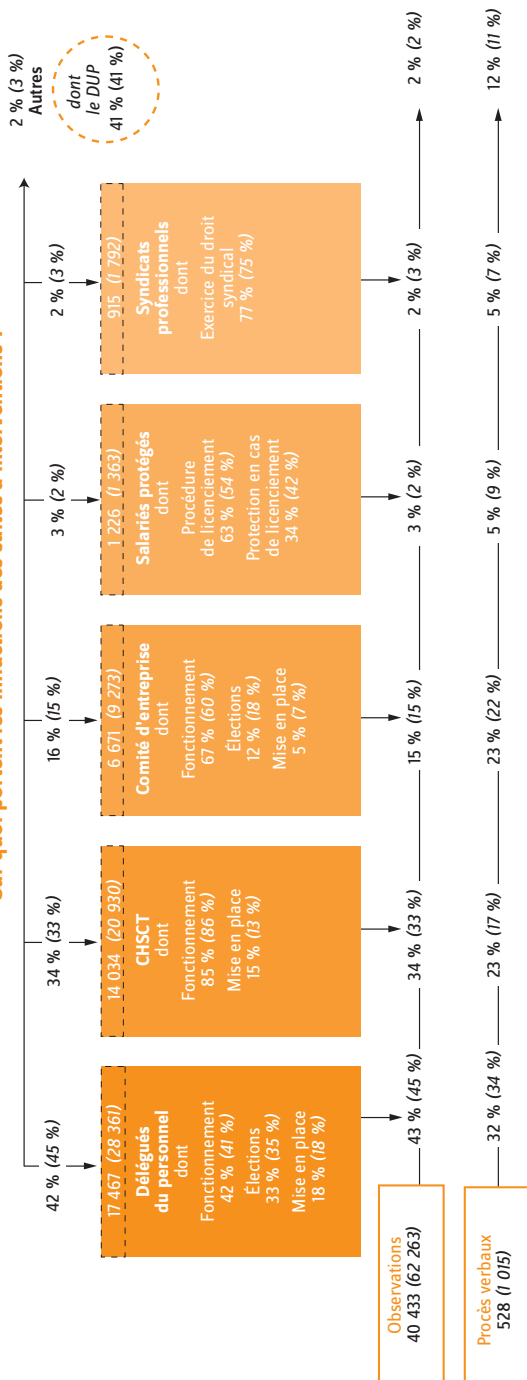 Sur quoi portent les infractions des suites d'interventions ?
42 % (45 %)
34 % (33 %)
16 % (15 %)
3 % (2 %)
2 % (3 %)
2 % (3 %)
Autres
dont
le DUP
41 % (41 %)
17 467 (28 361)
Délégués
du personnel
dont
Fonctionnement
42 % (41 %)
Élections
33 % (35 %)
Mise en place
18 % (18 %)
14 034 (20 930)
CHSCT
dont
Fonctionnement
85 % (86 %)
Mise en place
15 % (13 %)
6 671 (9 273)
Comité d'entreprise
dont
Fonctionnement
67 % (60 %)
Élections
12 % (18 %)
Mise en place
5 % (7 %)
1 226 (1 363)
Salariés protégés
dont
Procédure
de licenciement
63 % (54 %)
Protection en cas
de licenciement
34 % (42 %)
915 (1 792)
Syndicats
professionnels
dont
Exercice du droit
syndical
77 % (75 %)
Observations
40 433 (62 263)
43 % (45 %)
34 % (33 %)
15 % (15 %)
3 % (2 %)
2 % (3 %)
2 % (2 %)
Procès verbaux
528 (1 015)
32 % (34 %)
23 % (17 %)
23 % (22 %)
5 % (9 %)
5 % (7 %)
12 % (11 %)